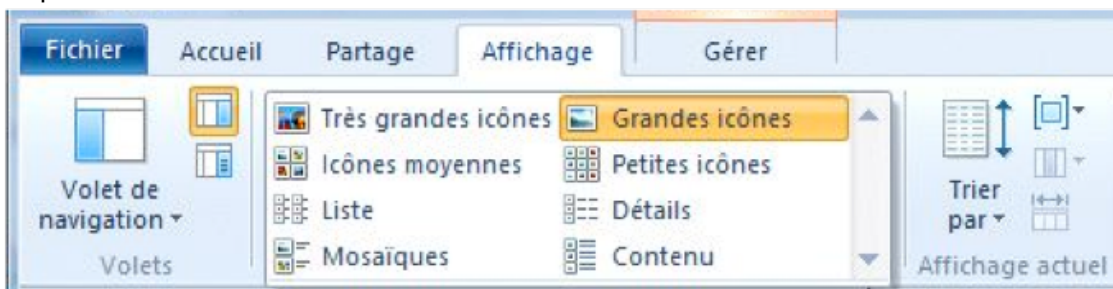 Fichier Accueil Partage Affichage Gérer
Très grandes icônes Grandes icônes
Icônes moyennes Petites icônes
Liste Détails
Mosaïques Contenu
Volet de
navigation
Volets
Trier
par
Affichage actuel